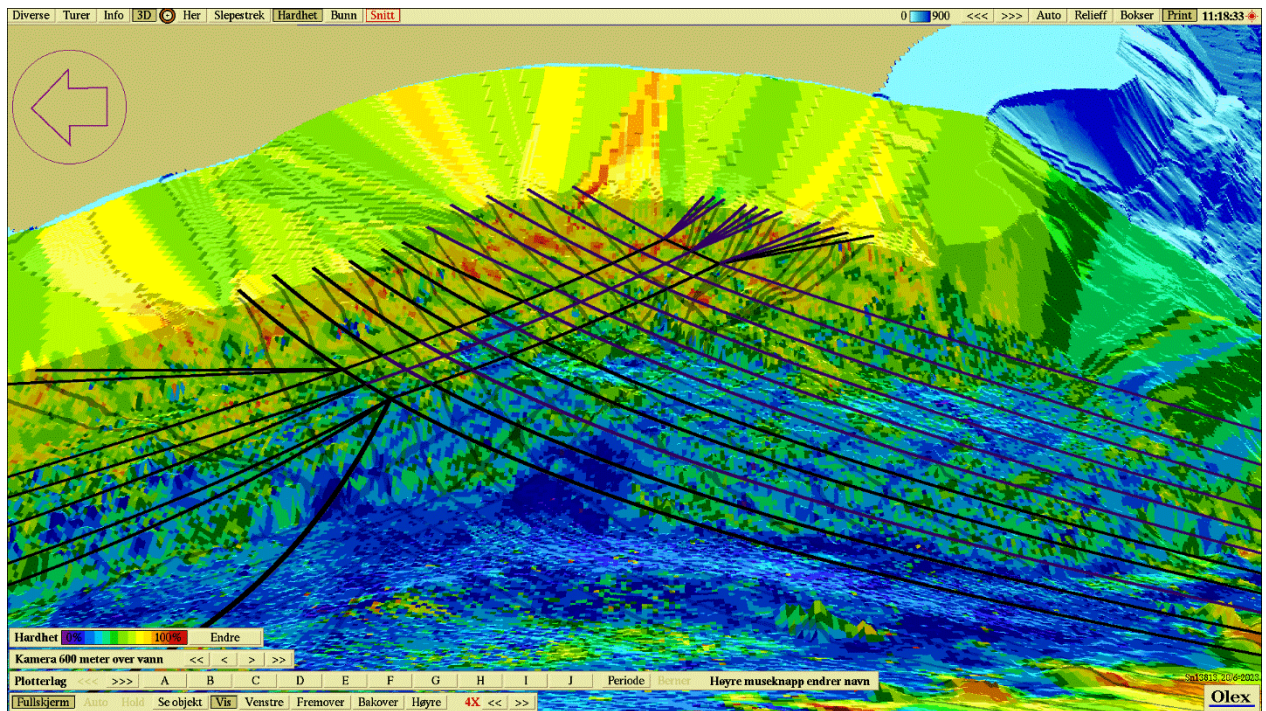 Diverse Turer Info 3D Her Slepestrek Hardhet Bunn Snitt 0 900 <<< >>> Auto Relieff Bokser Print 11:18:33
Hardhet 0% 100% Endre
Kamera 600 meter over vann << < > >>
Plotterlag <<< >>> A B C D E F G H I J Periode Berner Høyre museknapp endrer navn
Fullskjerm Auto Hold Se objekt Vis Venstre Fremover Bakover Høyre 4X << >>
Olex